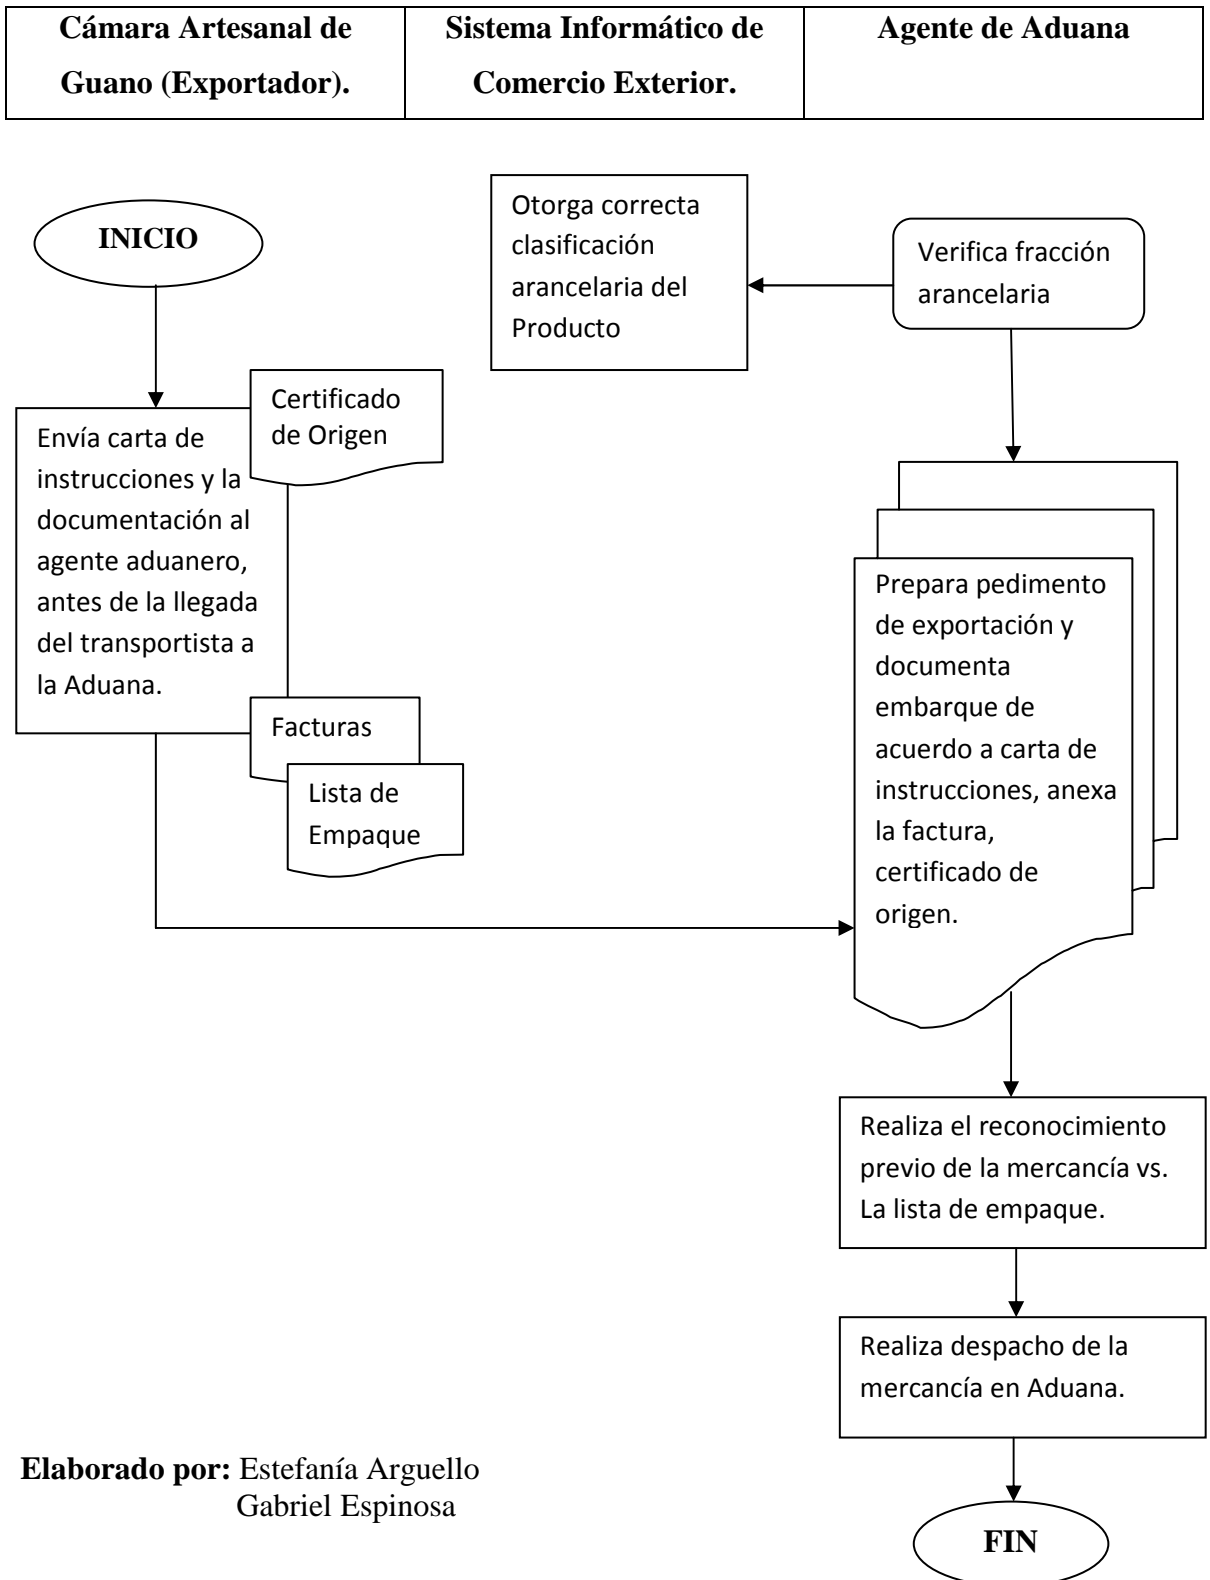 Cámara Artesanal de
Guano (Exportador).
Sistema Informático de
Comercio Exterior.
Agente de Aduana
INICIO
Otorga correcta
clasificación
arancelaria del
Producto
Verifica fracción
arancelaria
Certificado
de Origen
Envía carta de
instrucciones y la
documentación al
agente aduanero,
antes de la llegada
del transportista a
la Aduana.
Facturas
Lista de
Empaque
Prepara pedimento
de exportación y
documenta
embarque de
acuerdo a carta de
instrucciones, anexa
la factura,
certificado de
origen.
Realiza el reconocimiento
previo de la mercancía vs.
La lista de empaque.
Realiza despacho de la
mercancía en Aduana.
Elaborado por: Estefanía Arguello
Gabriel Espinosa
FIN